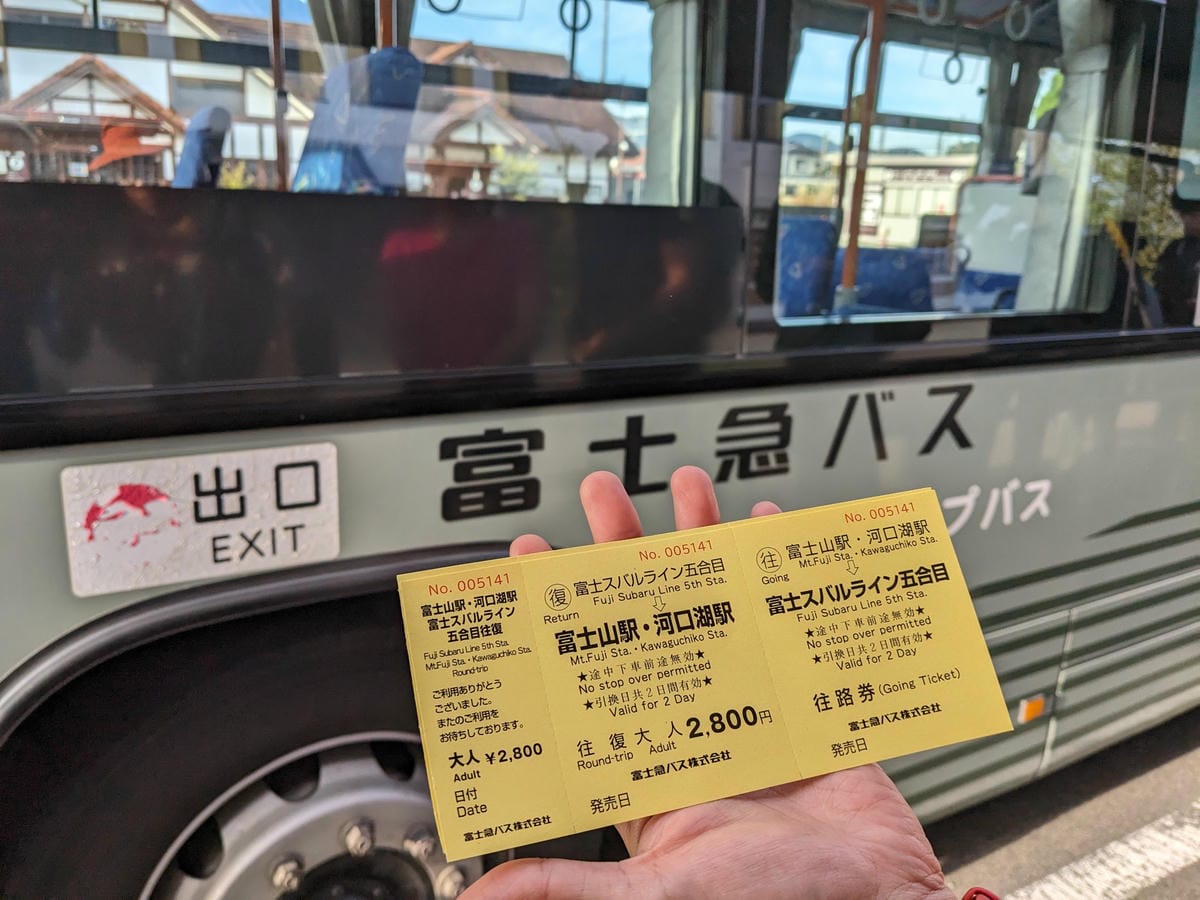 出口
EXIT
富士急バス
プバス
No. 005141
富士山駅・河口湖駅
富士スバルライン
五合目往復
Fuji Subaru Line 5th Sta.
Mt.Fuji Sta.・Kawaguchiko Sta.
Round-trip
ご利用ありがとう
ございました。
またのご利用を
お待ちしております。
大人 ¥2,800
Adult
日付
Date
富士急バス株式会社
No. 005141
復 富士スバルライン五合目
Return Fuji Subaru Line 5th Sta.
⇩
富士山駅・河口湖駅
Mt.Fuji Sta.・Kawaguchiko Sta.
★途中下車前途無効★
No stop over permitted
★引換日共2日間有効★
Valid for 2 Day
往復大人 2,800円
Round-trip Adult
富士急バス株式会社
発売日
No. 005141
往 富士山駅・河口湖駅
Going Mt.Fuji Sta.・Kawaguchiko Sta.
⇩
富士スバルライン五合目
Fuji Subaru Line 5th Sta.
★途中下車前途無効★
No stop over permitted
★引換日共2日間有効★
Valid for 2 Day
往路券 (Going Ticket)
富士急バス株式会社
発売日